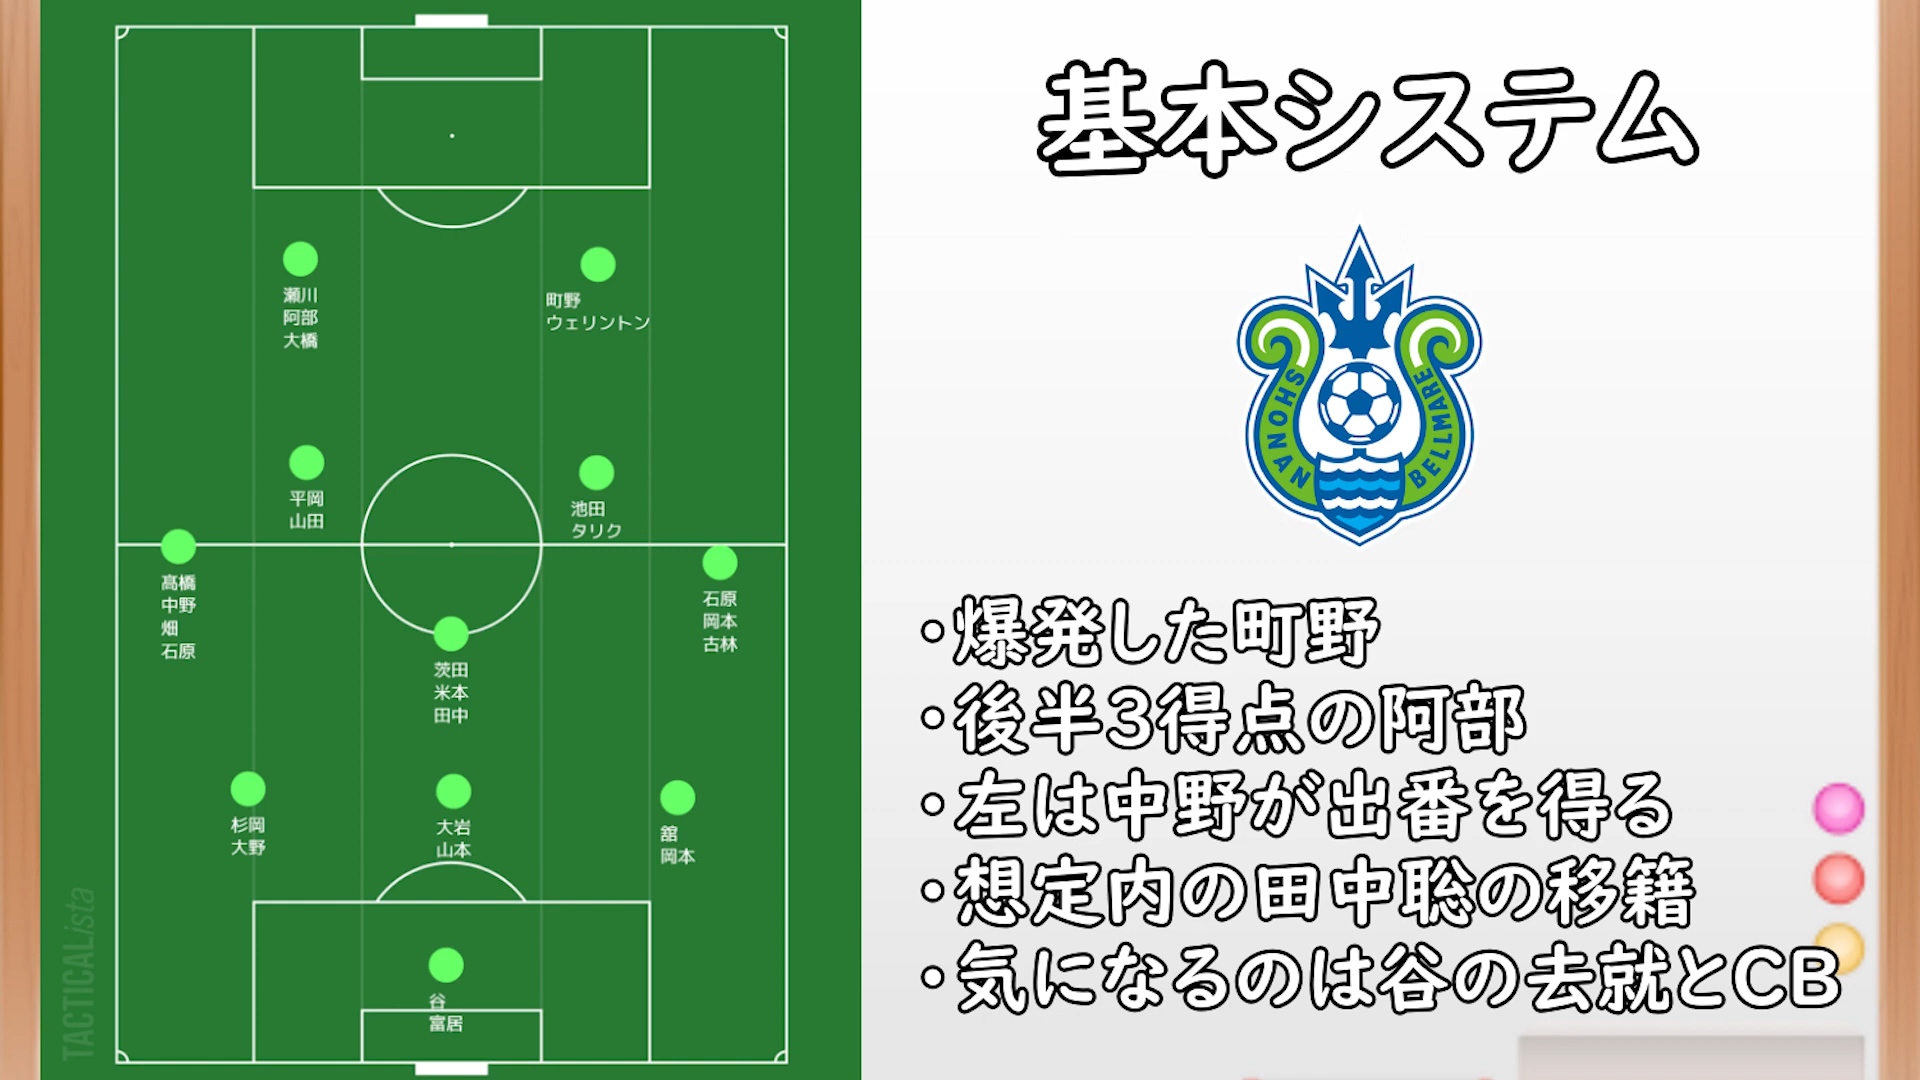 瀬川
阿部
大橋
町野
ウェリントン
平岡
山田
池田
タリク
髙橋
中野
畑
石原
石原
岡本
古林
茨田
米本
田中
杉岡
大野
大岩
山本
舘
岡本
谷
富居
TACTICALista
基本システム
SHONAN
BELLMARE
・爆発した町野
・後半3得点の阿部
・左は中野が出番を得る
・想定内の田中聡の移籍
・気になるのは谷の去就とCB